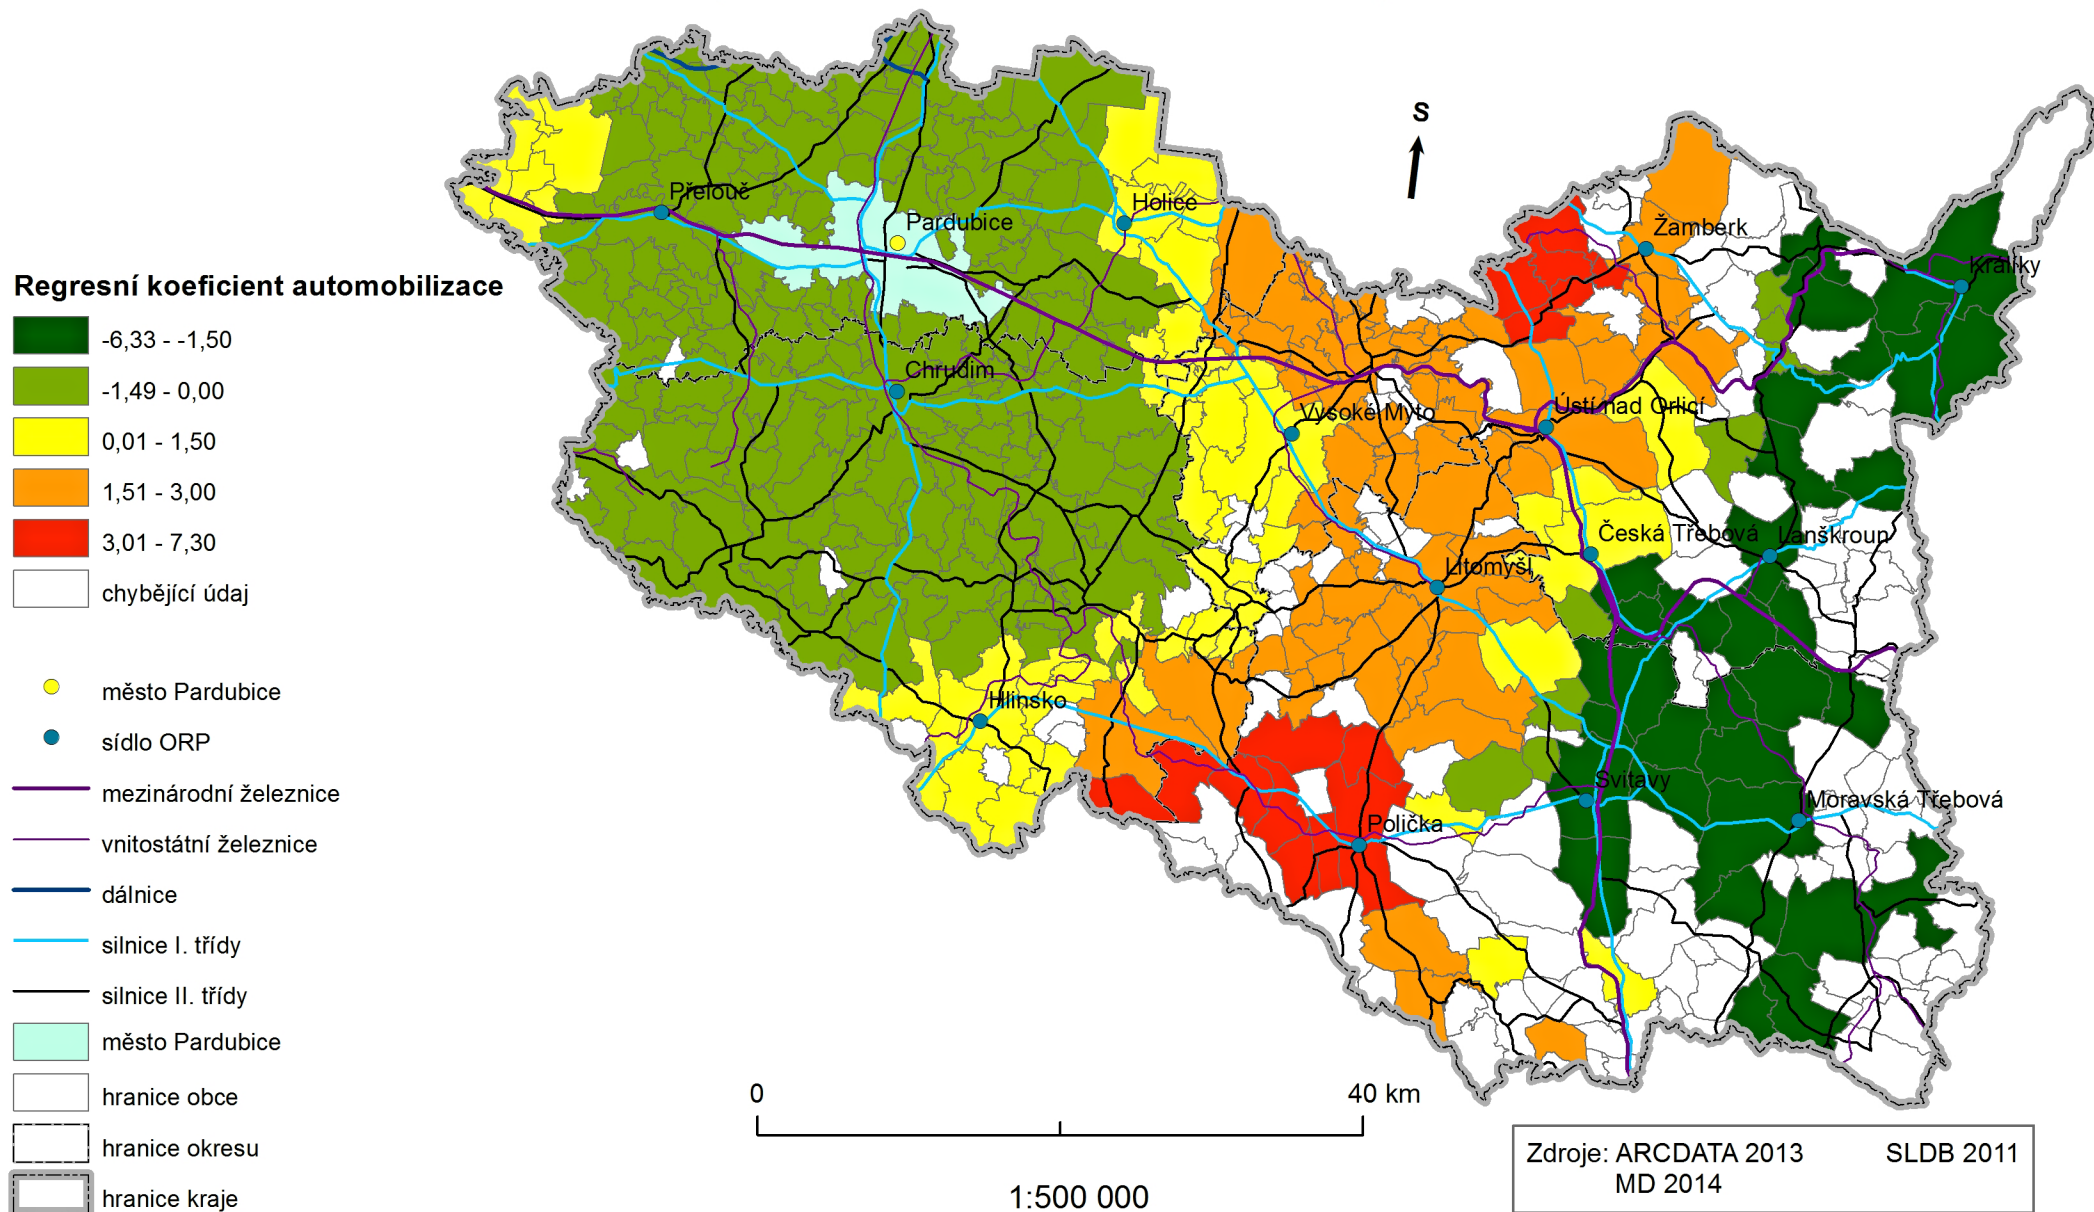 Regresní koeficient automobilizace
-6,33 - -1,50
-1,49 - 0,00
0,01 - 1,50
1,51 - 3,00
3,01 - 7,30
chybějící údaj
město Pardubice
sídlo ORP
mezinárodní železnice
vnitostátní železnice
dálnice
silnice I. třídy
silnice II. třídy
město Pardubice
hranice obce
hranice okresu
hranice kraje
S
Přelouč
Pardubice
Holice
Žamberk
Králíky
Chrudim
Vysoké Mýto
Ústí nad Orlicí
Česká Třebová
Lanškroun
Litomyšl
Hlinsko
Svitavy
Moravská Třebová
Polička
0
40 km
1:500 000
Zdroje: ARCDATA 2013 SLDB 2011
MD 2014